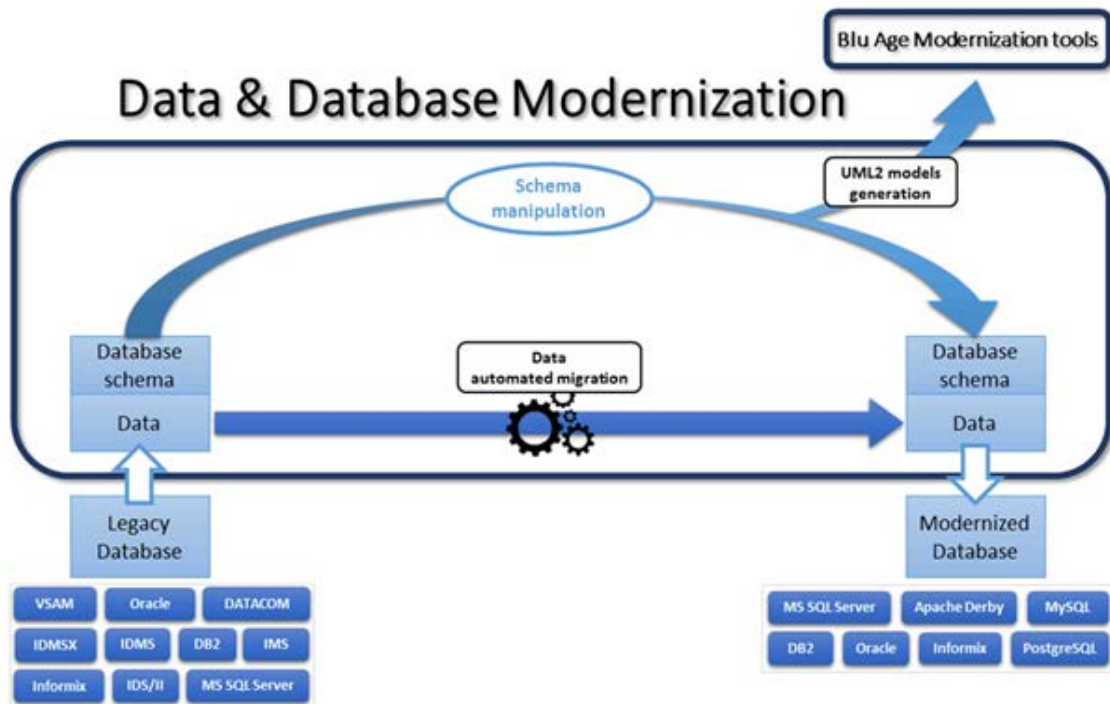 Blu Age Modernization tools
Data & Database Modernization
UML2 models
generation
Schema
manipulation
Database
schema
Data
Data
automated migration
Database
schema
Data
Legacy
Database
Modernized
Database
VSAM
Oracle
DATACOM
IDMSX
IDMS
DB2
IMS
Informix
IDS/II
MS SQL Server
MS SQL Server
Apache Derby
MySQL
DB2
Oracle
Informix
PostgreSQL